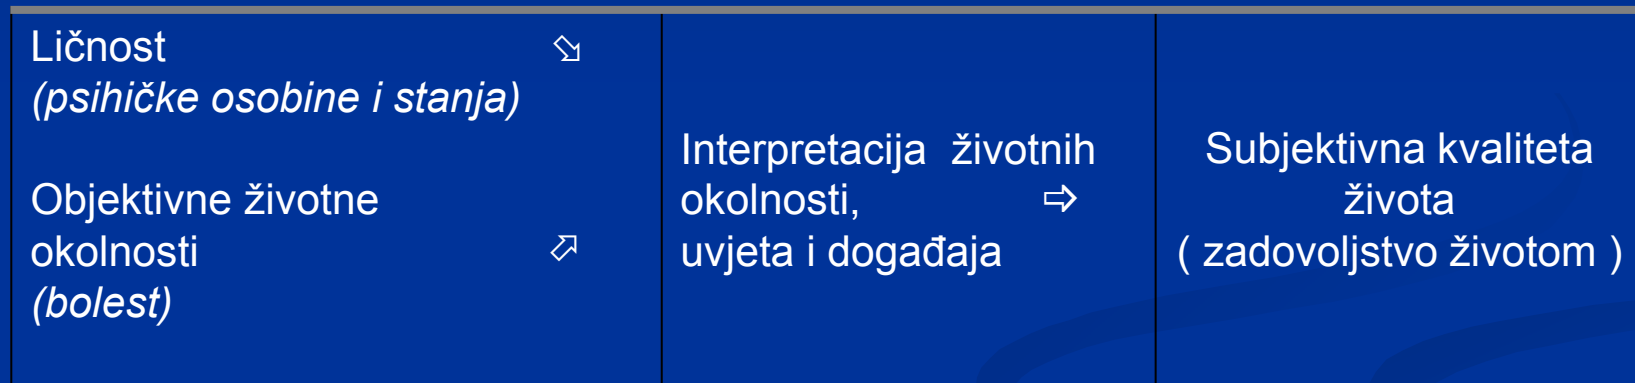 Ličnost ⬂
(psihičke osobine i stanja)
Objektivne životne
okolnosti ⬀
(bolest)
Interpretacija životnih
okolnosti, ⇨
uvjeta i događaja
Subjektivna kvaliteta
života
( zadovoljstvo životom )